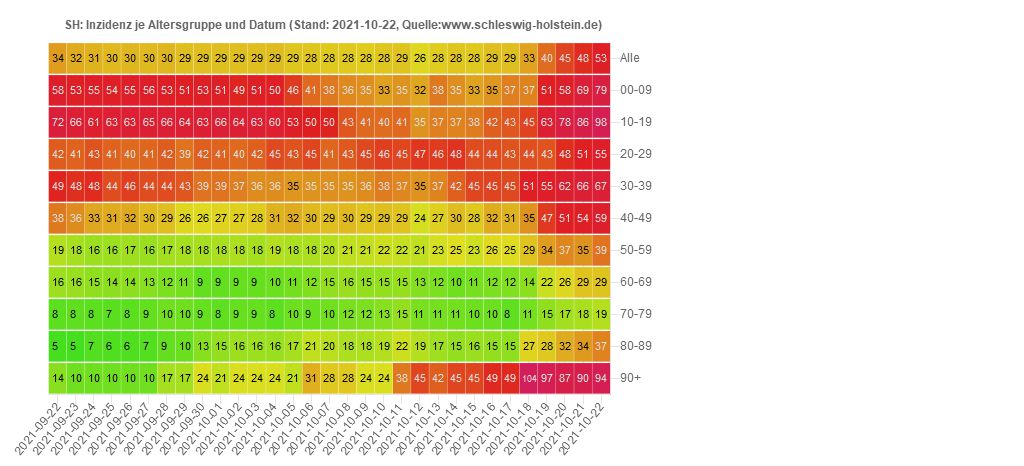 SH: Inzidenz je Altersgruppe und Datum (Stand: 2021-10-22, Quelle:www.schleswig-holstein.de)
34 32 31 30 30 30 30 29 29 29 29 29 29 29 28 28 28 28 28 29 26 28 28 28 29 29 33 40 45 48 53 Alle
58 53 55 54 55 56 53 51 53 51 49 51 50 46 41 38 36 35 33 35 32 38 35 33 35 37 37 51 58 69 79 00-09
72 66 61 63 63 65 66 64 63 66 64 63 60 53 50 50 43 41 40 41 35 37 37 38 42 43 45 63 78 86 98 10-19
42 41 43 41 40 41 42 39 42 41 40 42 45 43 45 41 43 45 46 45 47 46 48 44 44 43 44 43 48 51 55 20-29
49 48 48 44 46 44 44 43 39 39 37 36 36 35 35 35 35 36 38 37 35 37 42 45 45 45 51 55 62 66 67 30-39
38 36 33 31 32 30 29 26 26 27 27 28 31 32 30 29 30 29 29 29 24 27 30 28 32 31 35 47 51 54 59 40-49
19 18 16 16 17 16 17 18 18 18 18 18 19 18 18 20 21 21 22 22 21 23 25 23 26 25 29 34 37 35 39 50-59
16 16 15 14 14 13 12 11 9 9 9 9 10 11 12 15 16 15 15 15 13 12 10 11 12 12 14 22 26 29 29 60-69
8 8 8 7 8 9 10 10 9 8 9 9 8 10 9 10 12 12 13 15 11 11 11 10 10 8 11 15 17 18 19 70-79
5 5 7 6 6 7 9 10 13 15 16 16 16 17 21 20 18 18 19 22 19 17 15 16 15 15 27 28 32 34 37 80-89
14 10 10 10 10 10 17 17 24 21 24 24 24 21 31 28 28 24 24 38 45 42 45 45 49 49 104 97 87 90 94 90+
2021-09-22 2021-09-23 2021-09-24 2021-09-25 2021-09-26 2021-09-27 2021-09-28 2021-09-29 2021-09-30 2021-10-01 2021-10-02 2021-10-03 2021-10-04 2021-10-05 2021-10-06 2021-10-07 2021-10-08 2021-10-09 2021-10-10 2021-10-11 2021-10-12 2021-10-13 2021-10-14 2021-10-15 2021-10-16 2021-10-17 2021-10-18 2021-10-19 2021-10-20 2021-10-21 2021-10-22